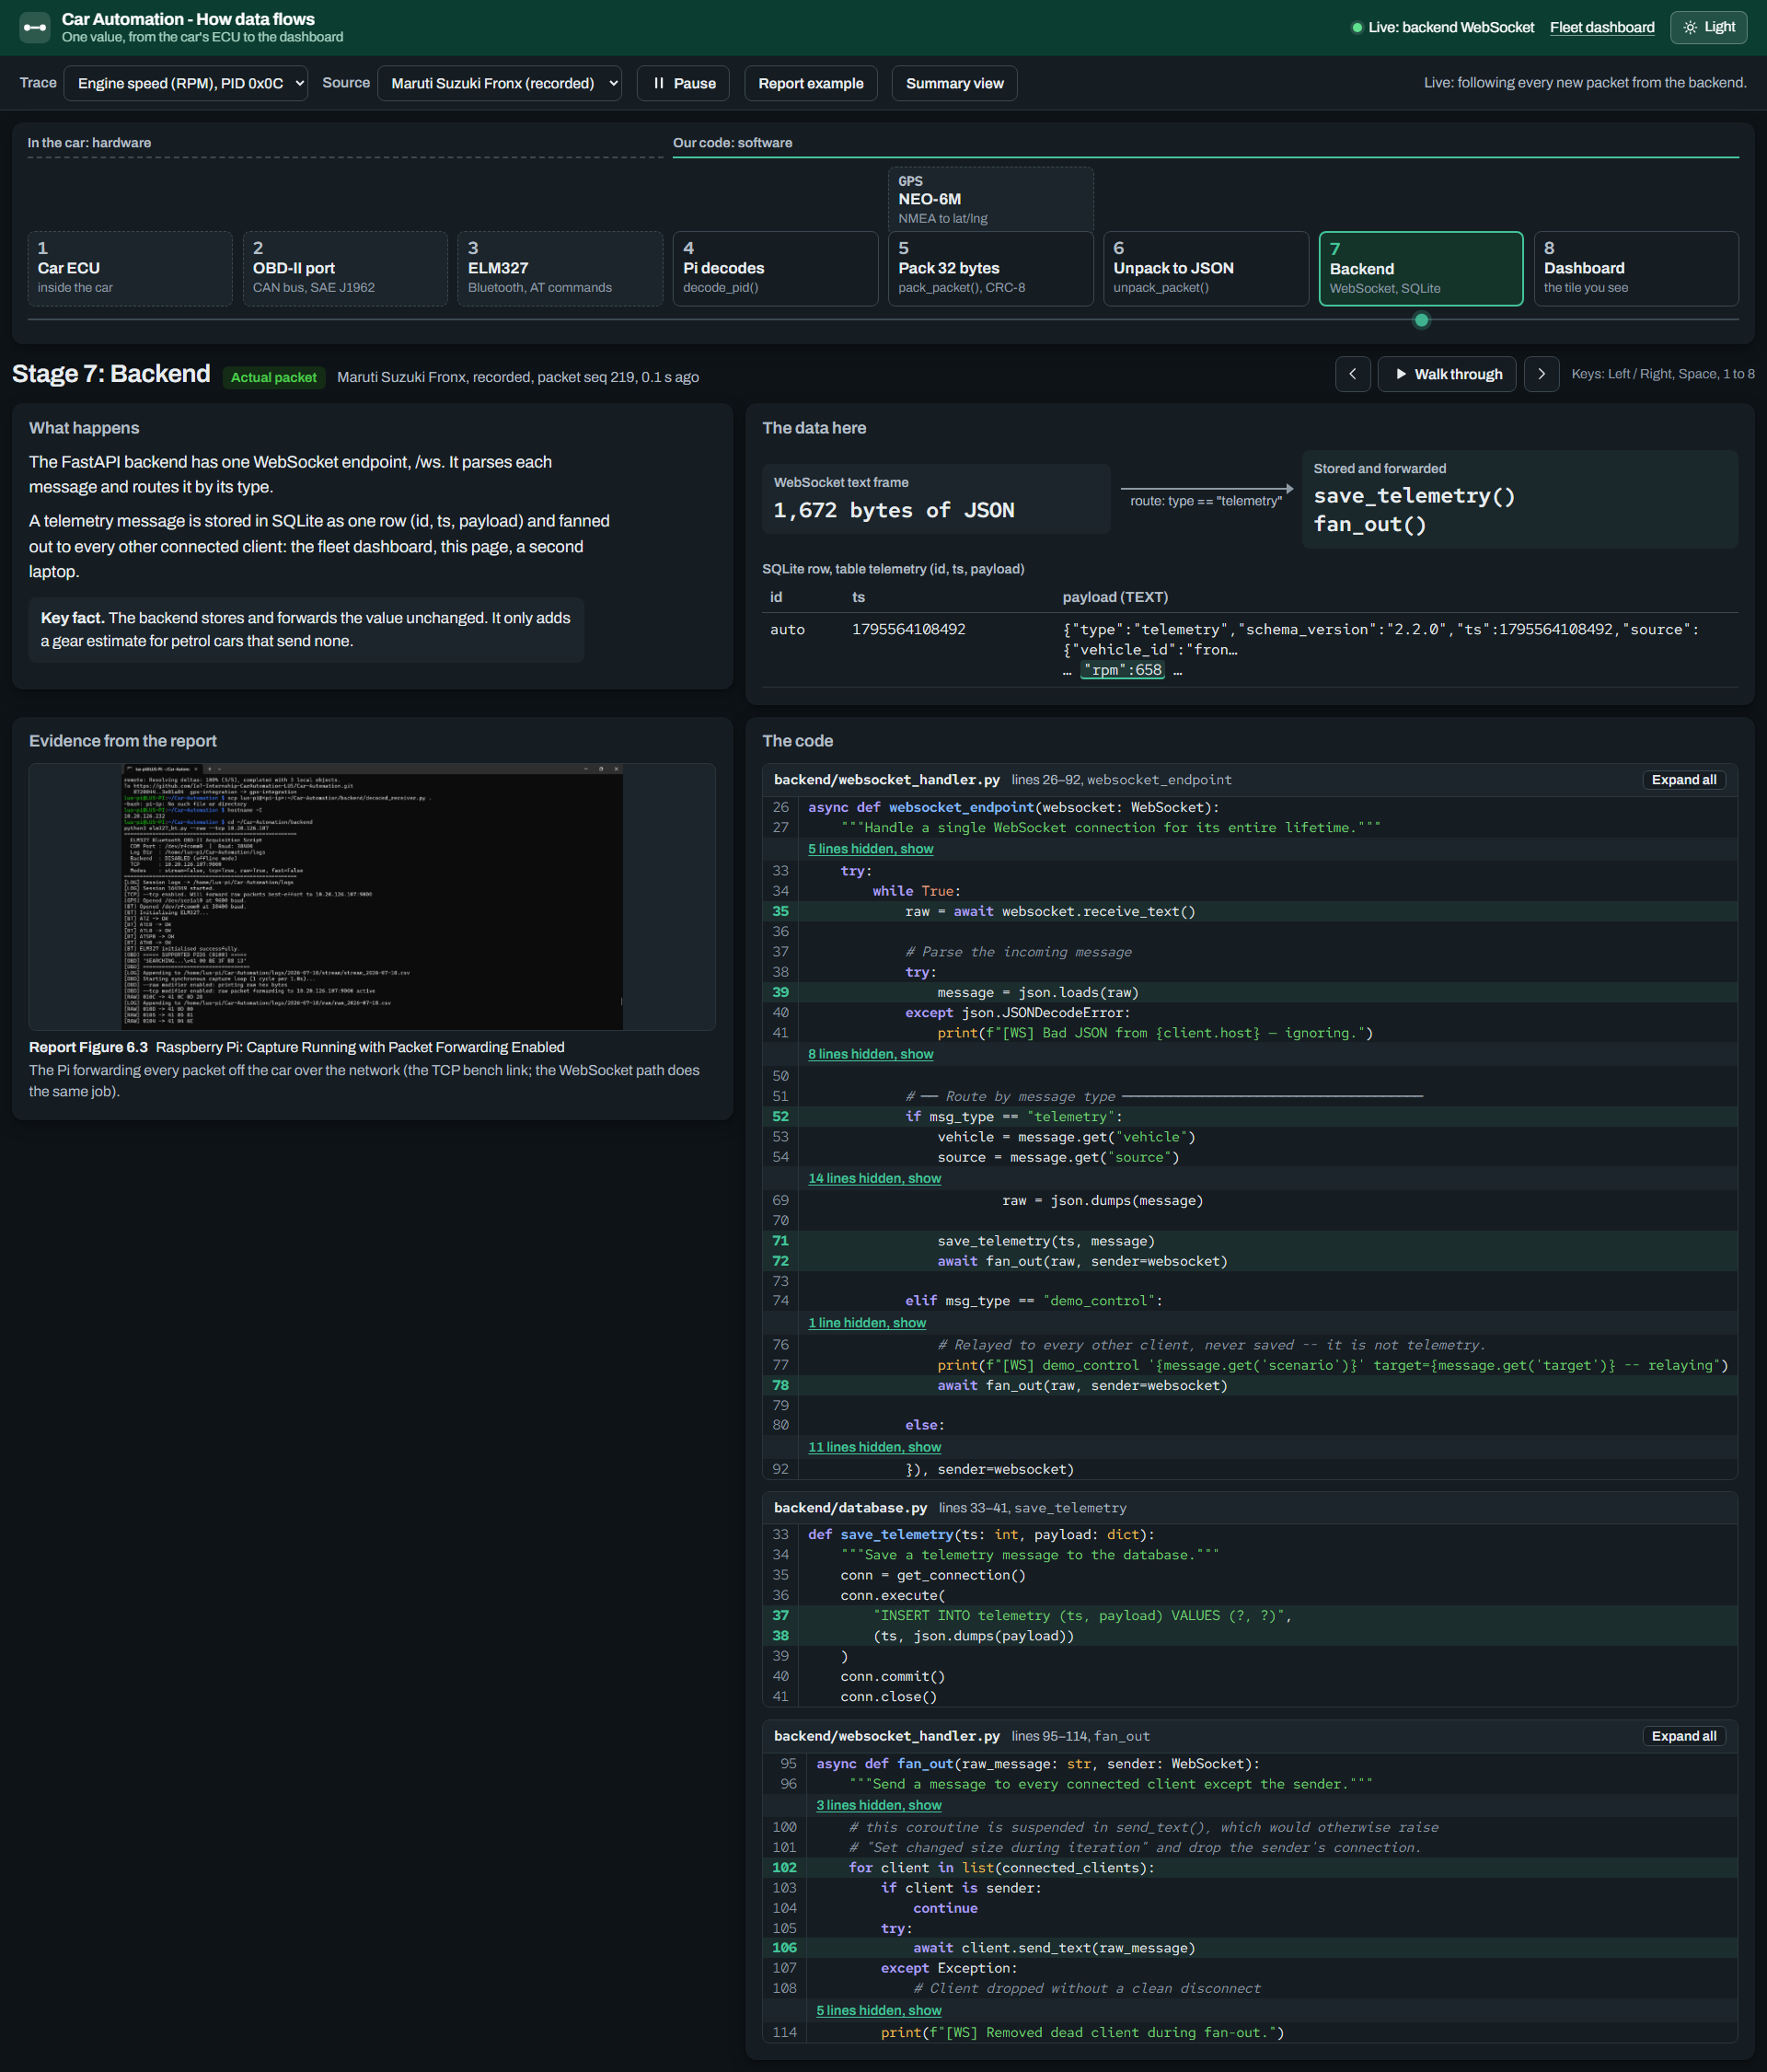 Car Automation - How data flows
One value, from the car's ECU to the dashboard
Live: backend WebSocket
Fleet dashboard
Light
Trace
Engine speed (RPM), PID 0x0C
Source
Maruti Suzuki Fronx (recorded)
Pause
Report example
Summary view
Live: following every new packet from the backend.
In the car: hardware
Our code: software
GPS
NEO-6M
NMEA to lat/lng
1
Car ECU
inside the car
2
OBD-II port
CAN bus, SAE J1962
3
ELM327
Bluetooth, AT commands
4
Pi decodes
decode_pid()
5
Pack 32 bytes
pack_packet(), CRC-8
6
Unpack to JSON
unpack_packet()
7
Backend
WebSocket, SQLite
8
Dashboard
the tile you see
Stage 7: Backend
Actual packet
Maruti Suzuki Fronx, recorded, packet seq 219, 0.1 s ago
Walk through
Keys: Left / Right, Space, 1 to 8
What happens
The FastAPI backend has one WebSocket endpoint, /ws. It parses each
message and routes it by its type.
A telemetry message is stored in SQLite as one row (id, ts, payload) and fanned
out to every other connected client: the fleet dashboard, this page, a second
laptop.
Key fact. The backend stores and forwards the value unchanged. It only adds
a gear estimate for petrol cars that send none.
The data here
WebSocket text frame
1,672 bytes of JSON
route: type == "telemetry"
Stored and forwarded
save_telemetry()
fan_out()
SQLite row, table telemetry (id, ts, payload)
id ts payload (TEXT)
auto 1795564108492 {"type":"telemetry","schema_version":"2.2.0","ts":1795564108492,"source":
{"vehicle_id":"fron…
… "rpm":658 …
Evidence from the report
Report Figure 6.3 Raspberry Pi: Capture Running with Packet Forwarding Enabled
The Pi forwarding every packet off the car over the network (the TCP bench link; the WebSocket path does
the same job).
The code
backend/websocket_handler.py lines 26–92, websocket_endpoint
Expand all
26 async def websocket_endpoint(websocket: WebSocket):
27 """Handle a single WebSocket connection for its entire lifetime."""
5 lines hidden, show
33 try:
34 while True:
35 raw = await websocket.receive_text()
36
37 # Parse the incoming message
38 try:
39 message = json.loads(raw)
40 except json.JSONDecodeError:
41 print(f"[WS] Bad JSON from {client.host} — ignoring.")
8 lines hidden, show
50
51 # —— Route by message type ——————————————————
52 if msg_type == "telemetry":
53 vehicle = message.get("vehicle")
54 source = message.get("source")
14 lines hidden, show
69 raw = json.dumps(message)
70
71 save_telemetry(ts, message)
72 await fan_out(raw, sender=websocket)
73
74 elif msg_type == "demo_control":
1 line hidden, show
76 # Relayed to every other client, never saved -- it is not telemetry.
77 print(f"[WS] demo_control '{message.get('scenario')}' target={message.get('target')} -- relaying")
78 await fan_out(raw, sender=websocket)
79
80 else:
11 lines hidden, show
92 }), sender=websocket)
backend/database.py lines 33–41, save_telemetry
33 def save_telemetry(ts: int, payload: dict):
34 """Save a telemetry message to the database."""
35 conn = get_connection()
36 conn.execute(
37 "INSERT INTO telemetry (ts, payload) VALUES (?, ?)",
38 (ts, json.dumps(payload))
39 )
40 conn.commit()
41 conn.close()
backend/websocket_handler.py lines 95–114, fan_out
Expand all
95 async def fan_out(raw_message: str, sender: WebSocket):
96 """Send a message to every connected client except the sender."""
3 lines hidden, show
100 # this coroutine is suspended in send_text(), which would otherwise raise
101 # "Set changed size during iteration" and drop the sender's connection.
102 for client in list(connected_clients):
103 if client is sender:
104 continue
105 try:
106 await client.send_text(raw_message)
107 except Exception:
108 # Client dropped without a clean disconnect
5 lines hidden, show
114 print(f"[WS] Removed dead client during fan-out.")